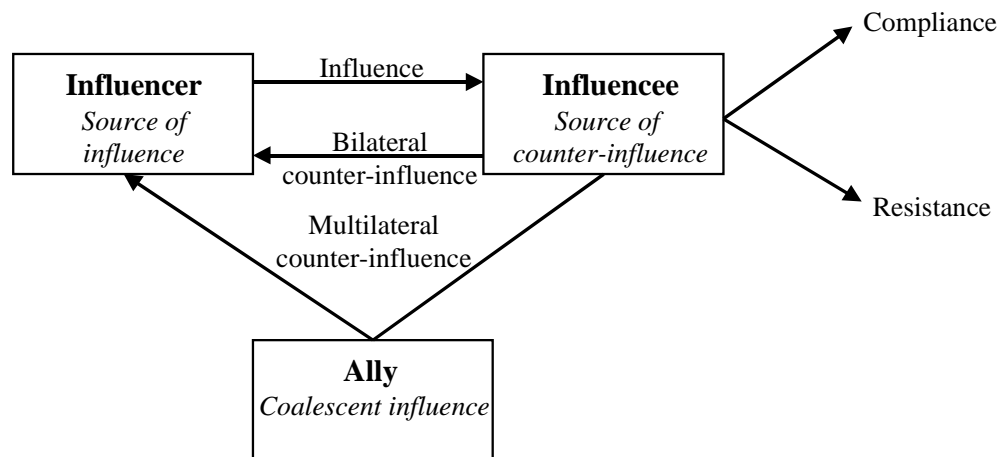 Compliance
Influencer
Source of
influence
Influence
Influencee
Source of
counter-influence
Bilateral
counter-influence
Resistance
Multilateral
counter-influence
Ally
Coalescent influence